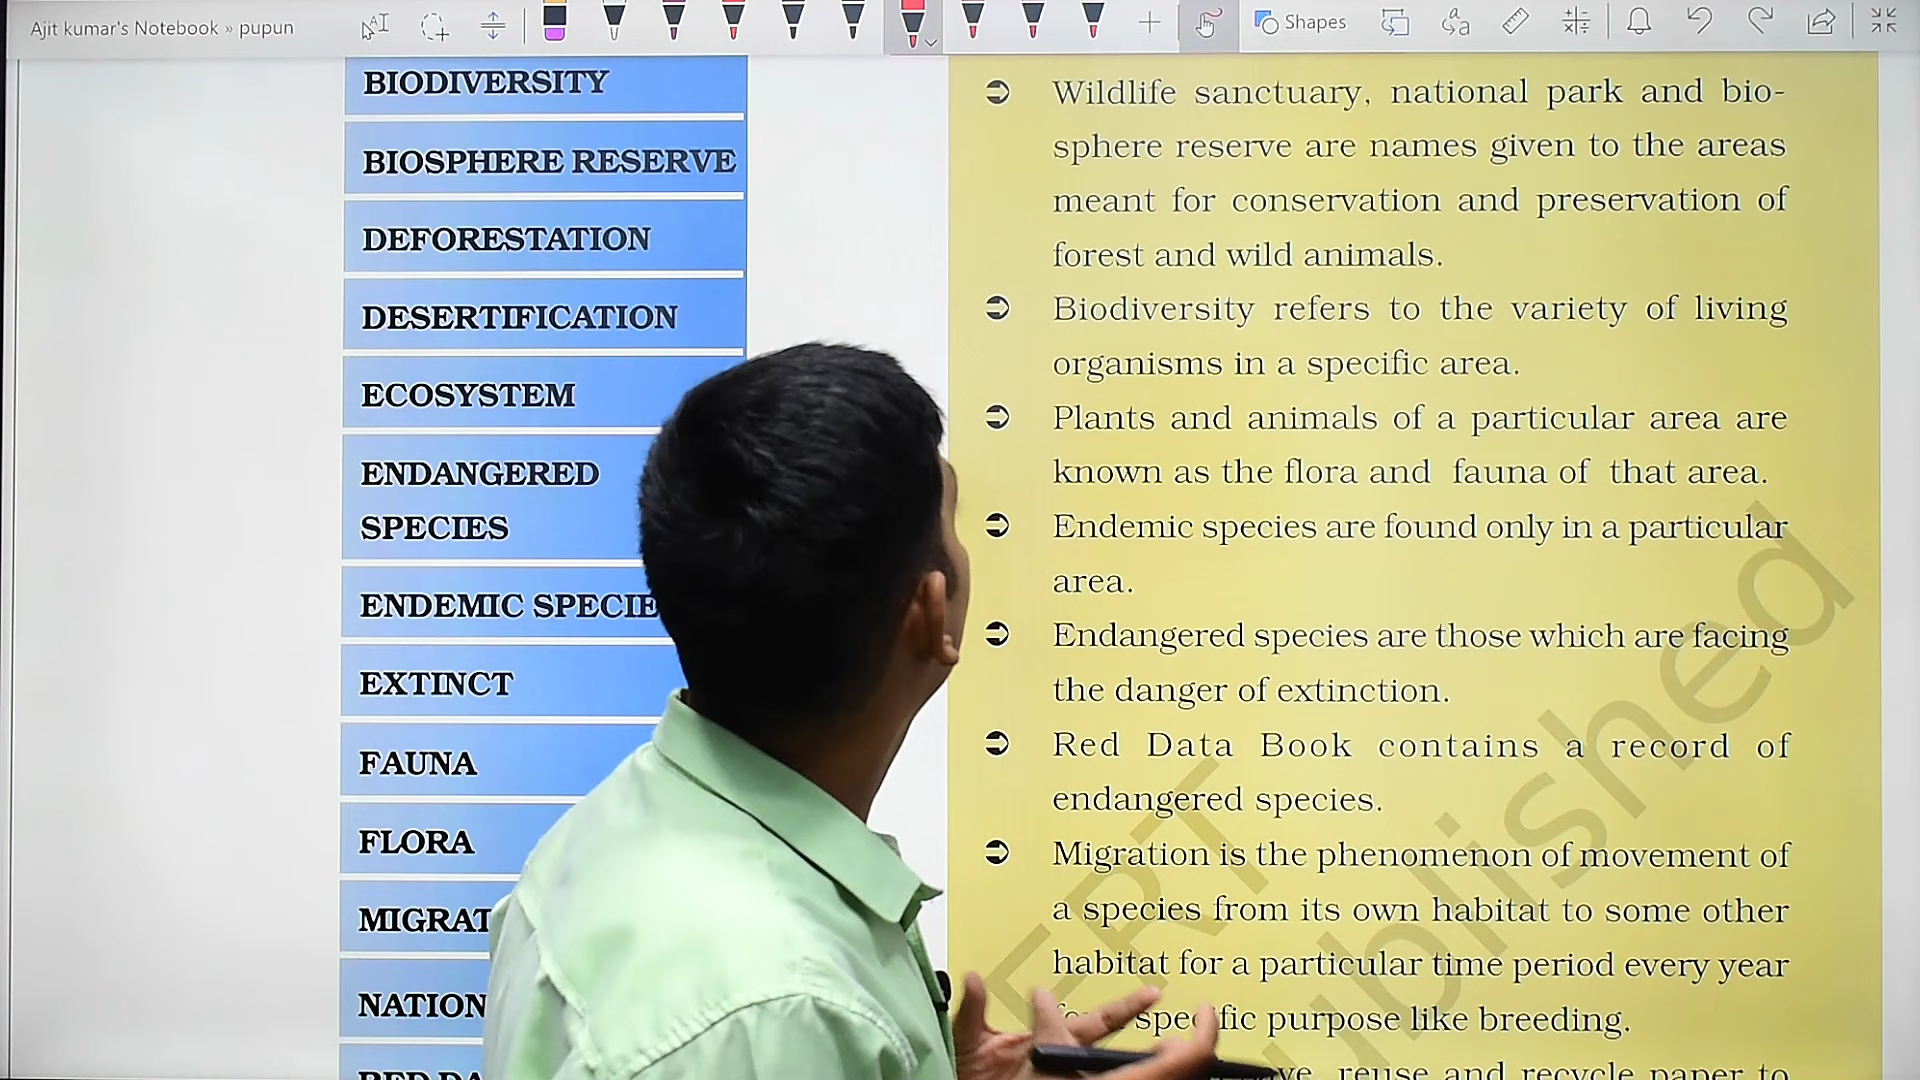 Ajit kumar's Notebook » pupun
Shapes
BIODIVERSITY
BIOSPHERE RESERVE
DEFORESTATION
DESERTIFICATION
ECOSYSTEM
ENDANGERED
SPECIES
ENDEMIC SPECIE
EXTINCT
FAUNA
FLORA
MIGRAT
NATION
RED DA
Wildlife sanctuary, national park and bio-
sphere reserve are names given to the areas
meant for conservation and preservation of
forest and wild animals.
Biodiversity refers to the variety of living
organisms in a specific area.
Plants and animals of a particular area are
known as the flora and fauna of that area.
Endemic species are found only in a particular
area.
Endangered species are those which are facing
the danger of extinction.
Red Data Book contains a record of
endangered species.
Migration is the phenomenon of movement of
a species from its own habitat to some other
habitat for a particular time period every year
specific purpose like breeding.
reuse and recycle paper to